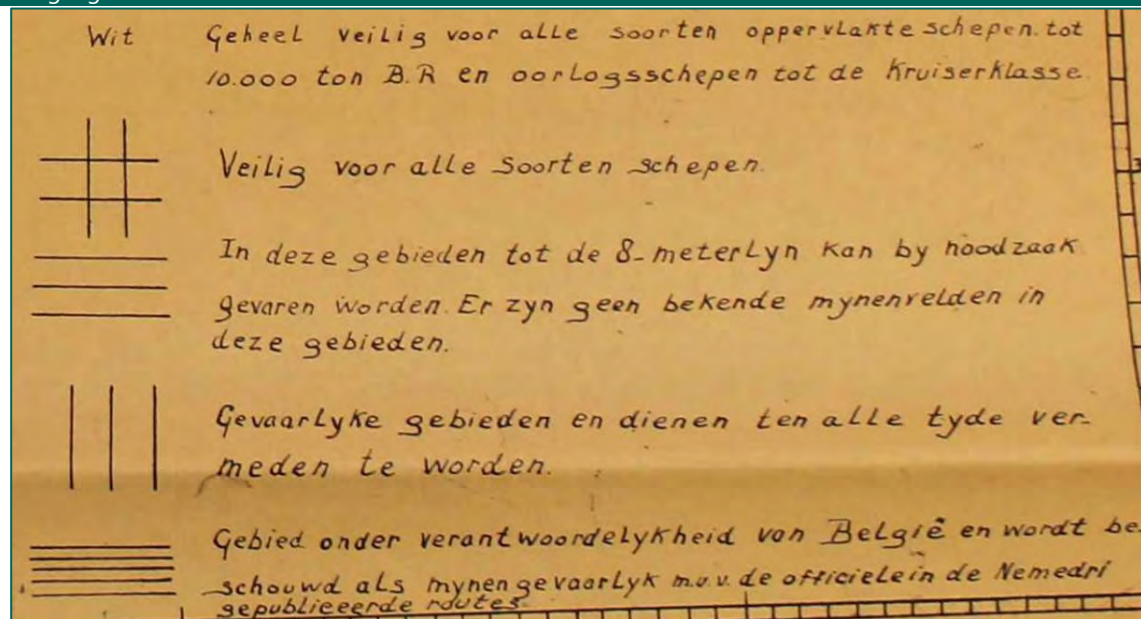 Wit Geheel veilig voor alle soorten oppervlakte schepen. tot
10.000 ton B.R en oorlogsschepen tot de Kruiserklasse.
Veilig voor alle soorten schepen.
3
In deze gebieden tot de 8-meterlyn kan by noodzaak
gevaren worden. Er zyn geen bekende mynenvelden in
deze gebieden.
Gevaarlyke gebieden en dienen ten alle tyde ver-
meden te worden.
Gebied onder verantwoordelykheid van België en wordt be-
schouwd als mynengevaarlyk m.u.v. de officiele in de Nemedri
gepubliceerde routes.